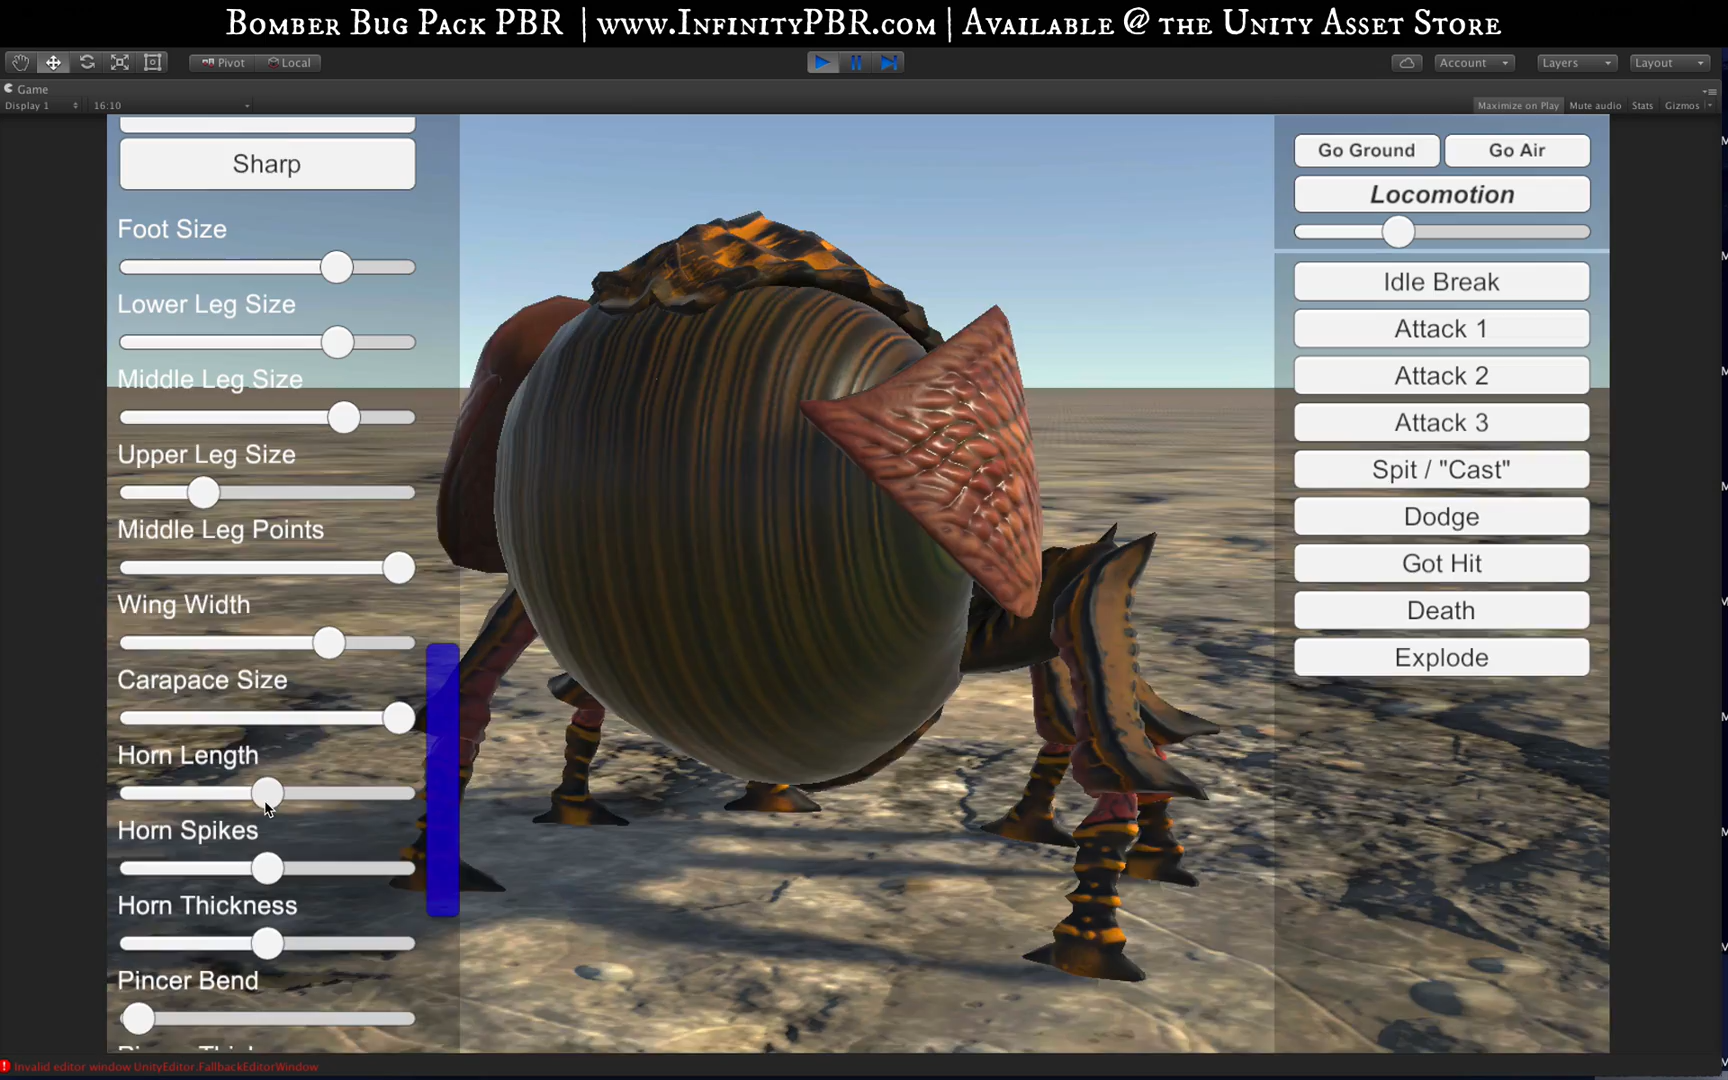 Bomber Bug Pack PBR | www.InfinityPBR.com | Available @ the Unity Asset Store
Pivot Local Account Layers Layout
Game
Display 1 16:10 Maximize on Play Mute audio Stats Gizmos
Sharp
Foot Size
Lower Leg Size
Middle Leg Size
Upper Leg Size
Middle Leg Points
Wing Width
Carapace Size
Horn Length
Horn Spikes
Horn Thickness
Pincer Bend
Go Ground Go Air
Locomotion
Idle Break
Attack 1
Attack 2
Attack 3
Spit / "Cast"
Dodge
Got Hit
Death
Explode
Invalid editor window UnityEditor.FallbackEditorWindow